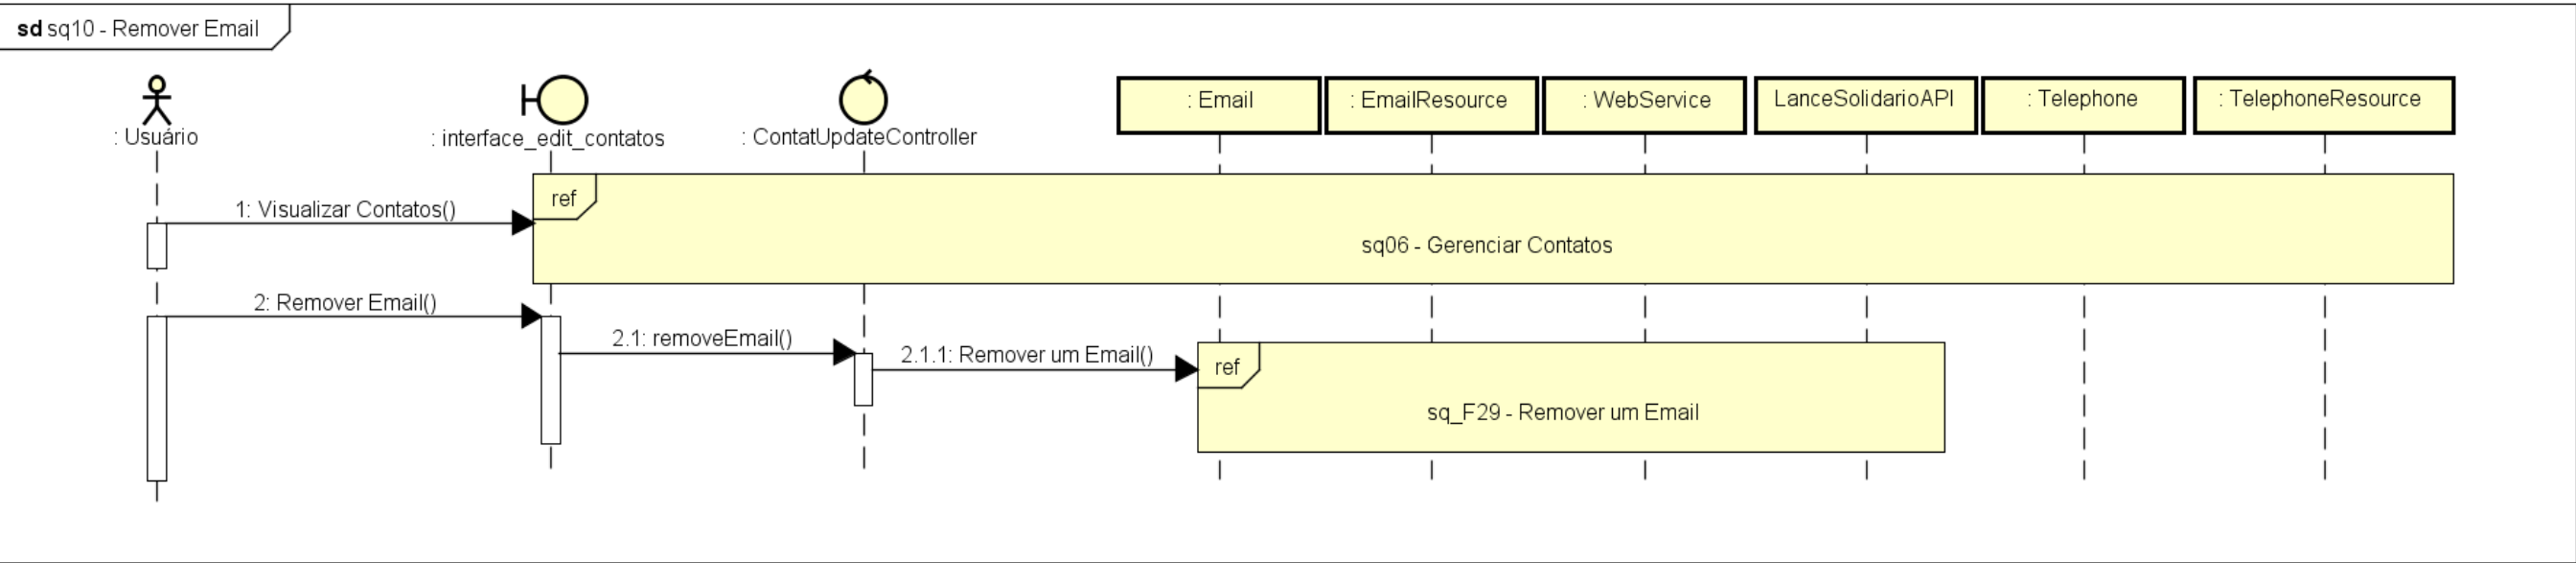 sd sq10 - Remover Email
: Usuário
: interface_edit_contatos
: ContatUpdateController
: Email
: EmailResource
: WebService
LanceSolidarioAPI
: Telephone
: TelephoneResource
ref
1: Visualizar Contatos()
sq06 - Gerenciar Contatos
2: Remover Email()
2.1: removeEmail()
2.1.1: Remover um Email()
ref
sq_F29 - Remover um Email